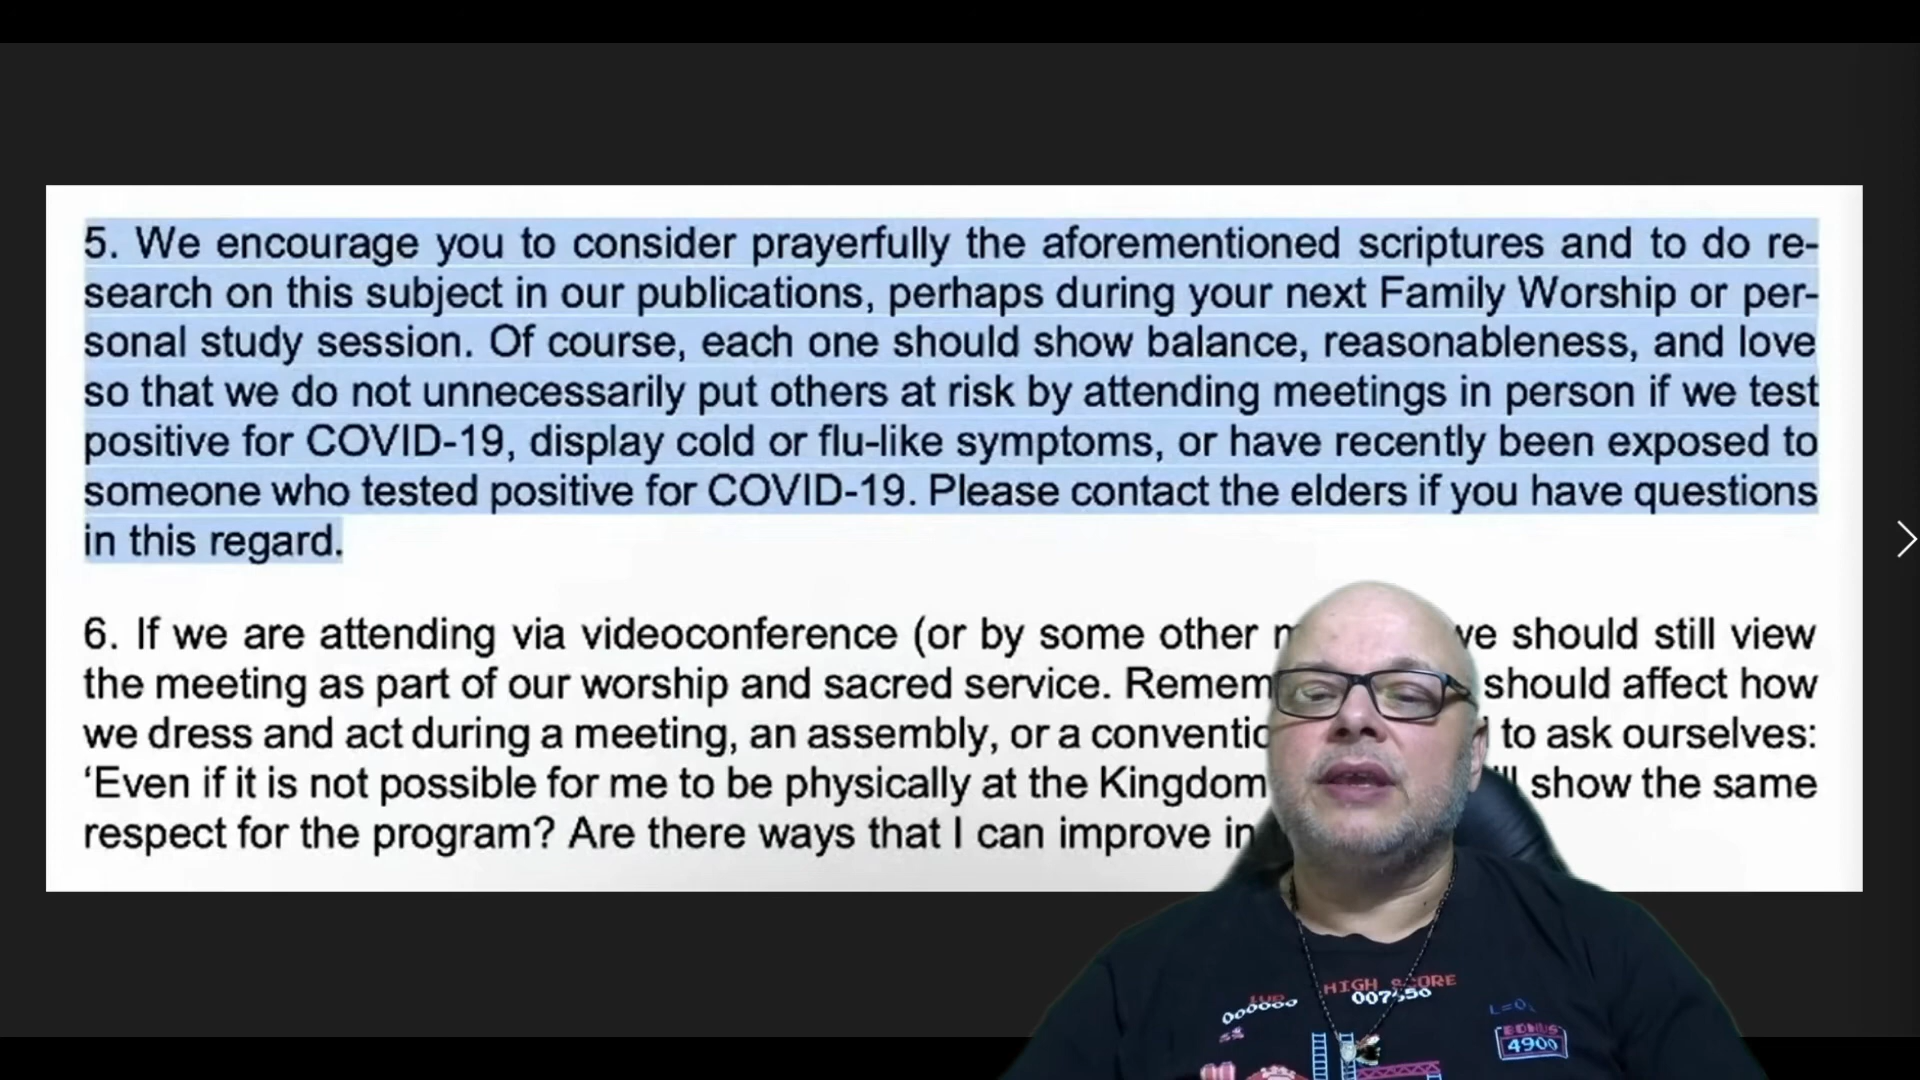 5. We encourage you to consider prayerfully the aforementioned scriptures and to do re-
search on this subject in our publications, perhaps during your next Family Worship or per-
sonal study session. Of course, each one should show balance, reasonableness, and love
so that we do not unnecessarily put others at risk by attending meetings in person if we test
positive for COVID-19, display cold or flu-like symptoms, or have recently been exposed to
someone who tested positive for COVID-19. Please contact the elders if you have questions
in this regard.
6. If we are attending via videoconference (or by some other should still view
the meeting as part of our worship and sacred service. should affect how
we dress and act during a meeting, an assembly, or a to ask ourselves:
‘Even if it is not possible for me to be physically at the Kingdom show the same
respect for the program? Are there ways that I can improve in
HIGH SCORE
007650
000000
BONUS
4900